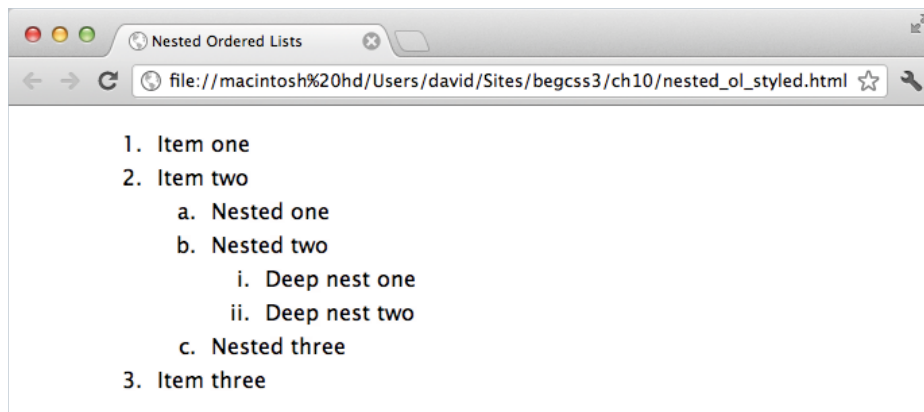 Nested Ordered Lists
file://macintosh%20hd/Users/david/Sites/begcss3/ch10/nested_ol_styled.html
1. Item one
2. Item two
a. Nested one
b. Nested two
i. Deep nest one
ii. Deep nest two
c. Nested three
3. Item three